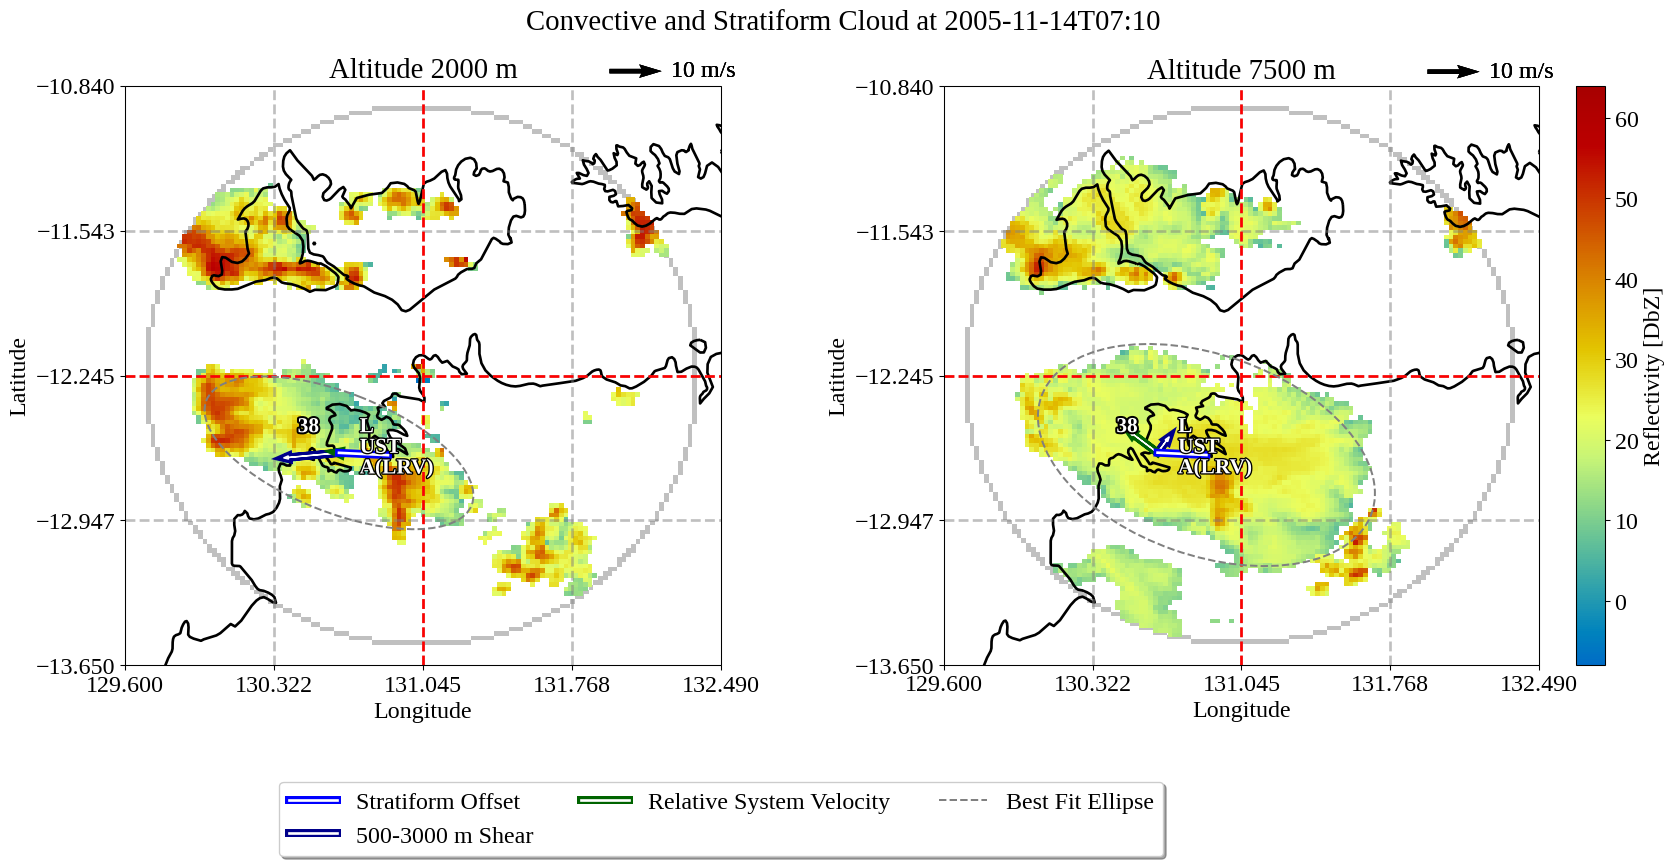 Convective and Stratiform Cloud at 2005-11-14T07:10
Altitude 2000 m
10 m/s
Latitude
−10.840
−11.543
−12.245
−12.947
−13.650
38
L
UST
A(LRV)
129.600
130.322
131.045
131.768
132.490
Longitude
Altitude 7500 m
10 m/s
Latitude
−10.840
−11.543
−12.245
−12.947
−13.650
38
L
UST
A(LRV)
129.600
130.322
131.045
131.768
132.490
Longitude
60
50
40
30
20
10
0
Reflectivity [DbZ]
Stratiform Offset
500-3000 m Shear
Relative System Velocity
Best Fit Ellipse